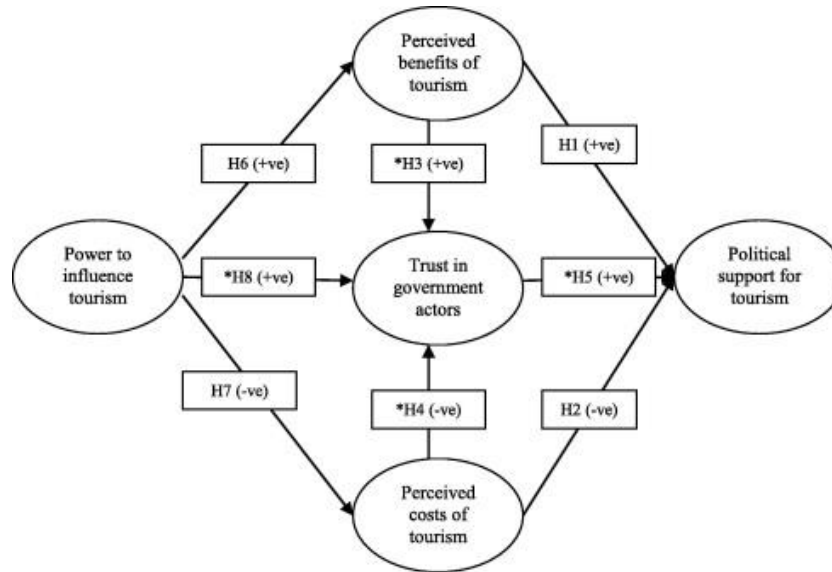 Perceived
benefits of
tourism
H6 (+ve)
*H3 (+ve)
H1 (+ve)
Power to
influence
tourism
*H8 (+ve)
Trust in
government
actors
*H5 (+ve)
Political
support for
tourism
H7 (-ve)
*H4 (-ve)
H2 (-ve)
Perceived
costs of
tourism